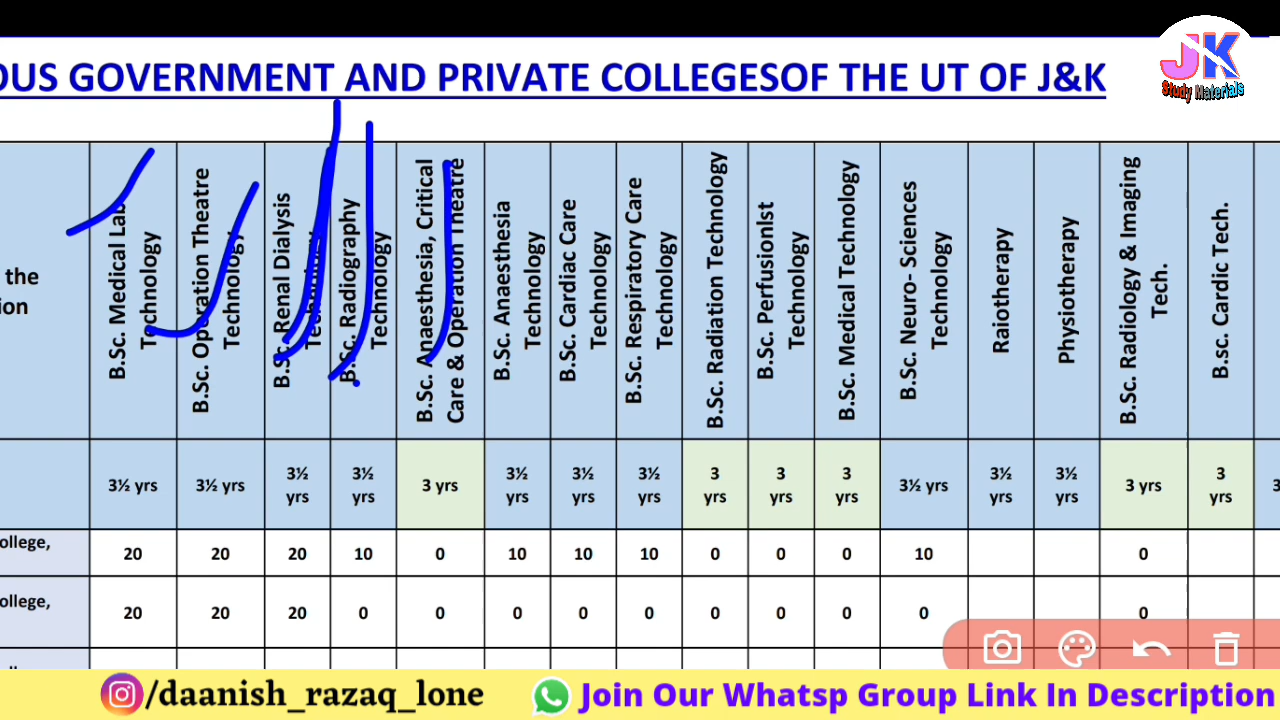 OUS GOVERNMENT AND PRIVATE COLLEGESOF THE UT OF J&K
JK
Study Materials
the
ion
B.Sc. Medical Lab
Technology
B.Sc. Operation Theatre
Technology
B.Sc. Renal Dialysis
B.Sc. Radiography
Technology
B.Sc. Anaesthesia, Critical
Care & Operation Theatre
B.Sc. Anaesthesia
Technology
B.Sc. Cardiac Care
Technology
B.Sc. Respiratory Care
Technology
B.Sc. Radiation Technology
B.Sc. Perfusionlst
Technology
B.Sc. Medical Technology
B.Sc. Neuro- Sciences
Technology
Raiotherapy
Physiotherapy
B.Sc. Radiology & Imaging
Tech.
B.sc. Cardic Tech.
3½ yrs 3½ yrs 3½ yrs 3½ yrs 3 yrs 3½ yrs 3½ yrs 3½ yrs 3 yrs 3 yrs 3 yrs 3½ yrs 3½ yrs 3½ yrs 3 yrs 3 yrs 3
ollege, 20 20 20 10 0 10 10 10 0 0 0 10 0
ollege, 20 20 20 0 0 0 0 0 0 0 0 0 0
/daanish_razaq_lone
Join Our Whatsp Group Link In Description